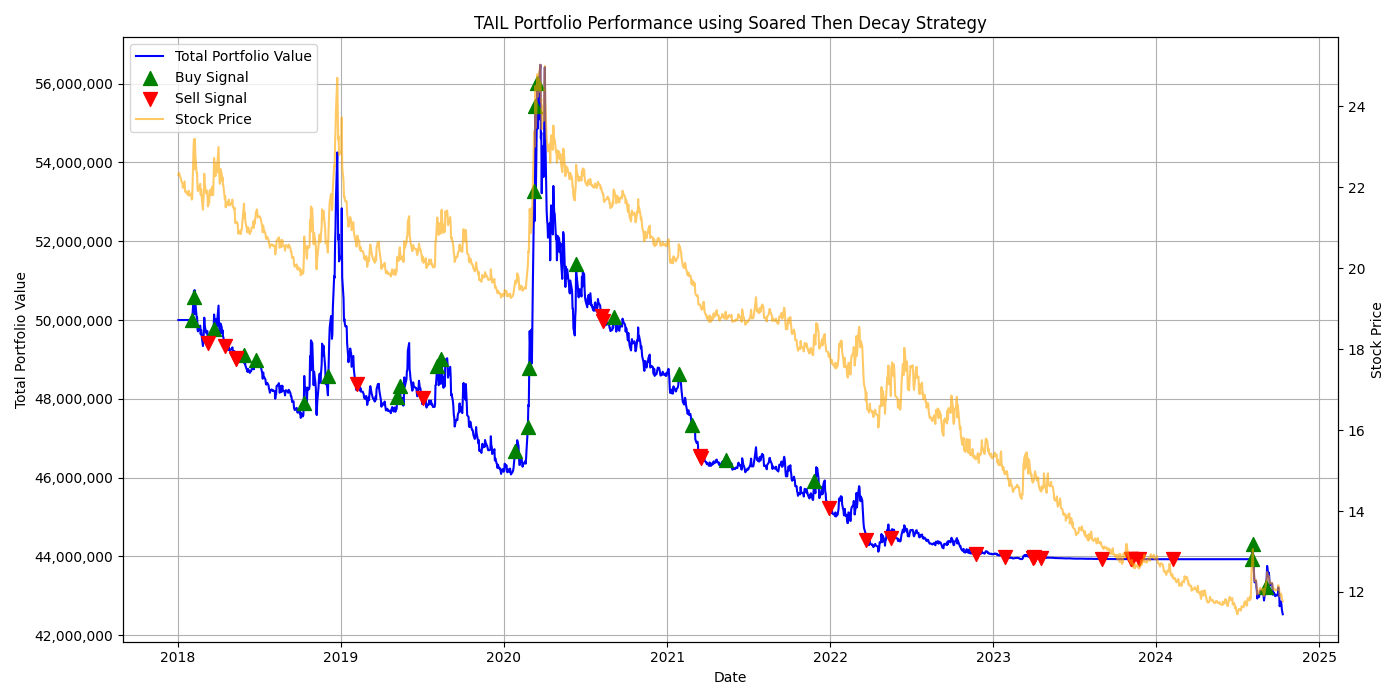 TAIL Portfolio Performance using Soared Then Decay Strategy
Total Portfolio Value
Buy Signal
Sell Signal
Stock Price
56,000,000
54,000,000
52,000,000
50,000,000
48,000,000
46,000,000
44,000,000
42,000,000
Total Portfolio Value
24
22
20
18
16
14
12
Stock Price
2018
2019
2020
2021
2022
2023
2024
2025
Date